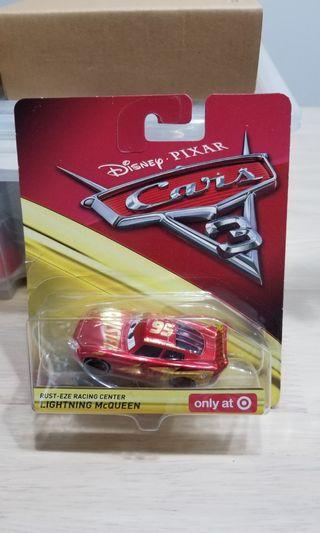 Disney · PIXAR
Cars
3
95
RUST-EZE RACING CENTER
LIGHTNING McQUEEN
only at